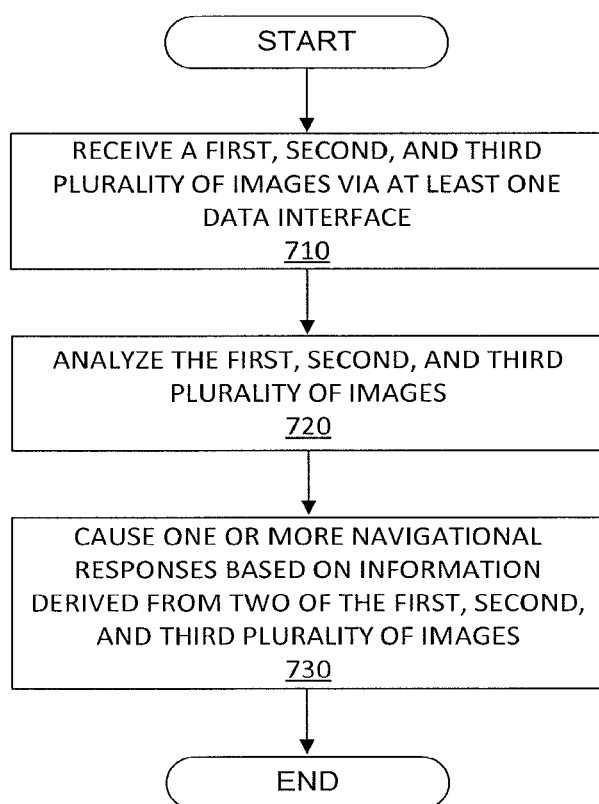 START
RECEIVE A FIRST, SECOND, AND THIRD
PLURALITY OF IMAGES VIA AT LEAST ONE
DATA INTERFACE
710
ANALYZE THE FIRST, SECOND, AND THIRD
PLURALITY OF IMAGES
720
CAUSE ONE OR MORE NAVIGATIONAL
RESPONSES BASED ON INFORMATION
DERIVED FROM TWO OF THE FIRST, SECOND,
AND THIRD PLURALITY OF IMAGES
730
END